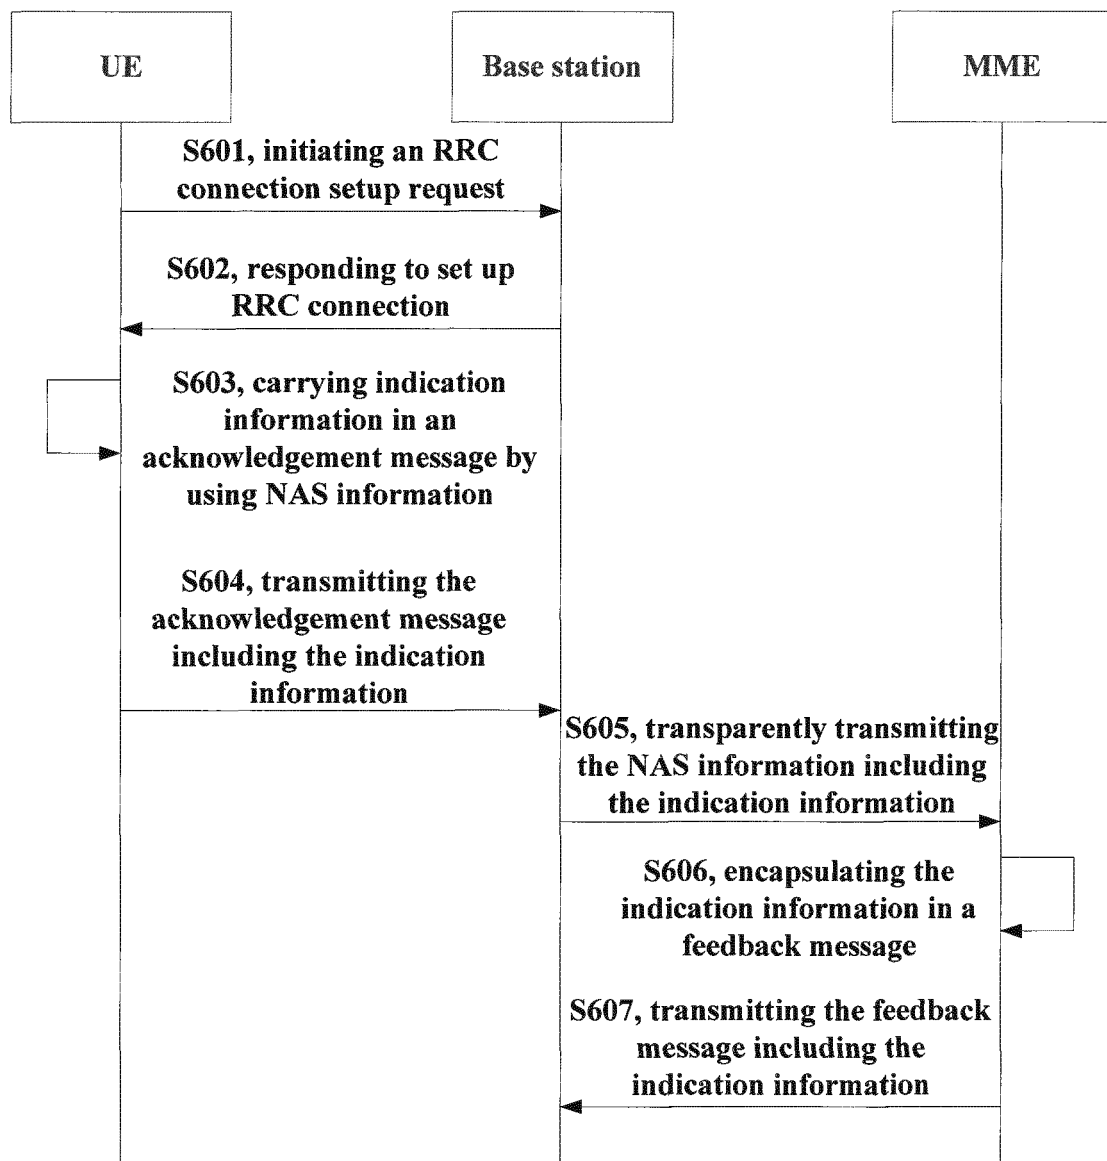 UE
Base station
MME
S601, initiating an RRC
connection setup request
S602, responding to set up
RRC connection
S603, carrying indication
information in an
acknowledgement message by
using NAS information
S604, transmitting the
acknowledgement message
including the indication
information
S605, transparently transmitting
the NAS information including
the indication information
S606, encapsulating the
indication information in a
feedback message
S607, transmitting the feedback
message including the
indication information